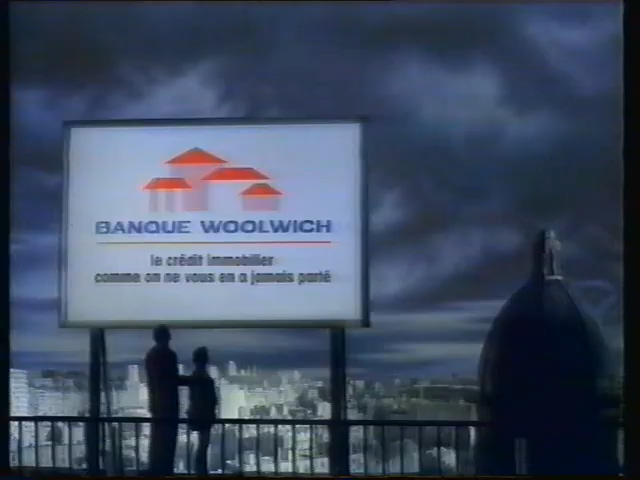 BANQUE WOOLWICH
le crédit immobilier
comme on ne vous en a jamais parlé